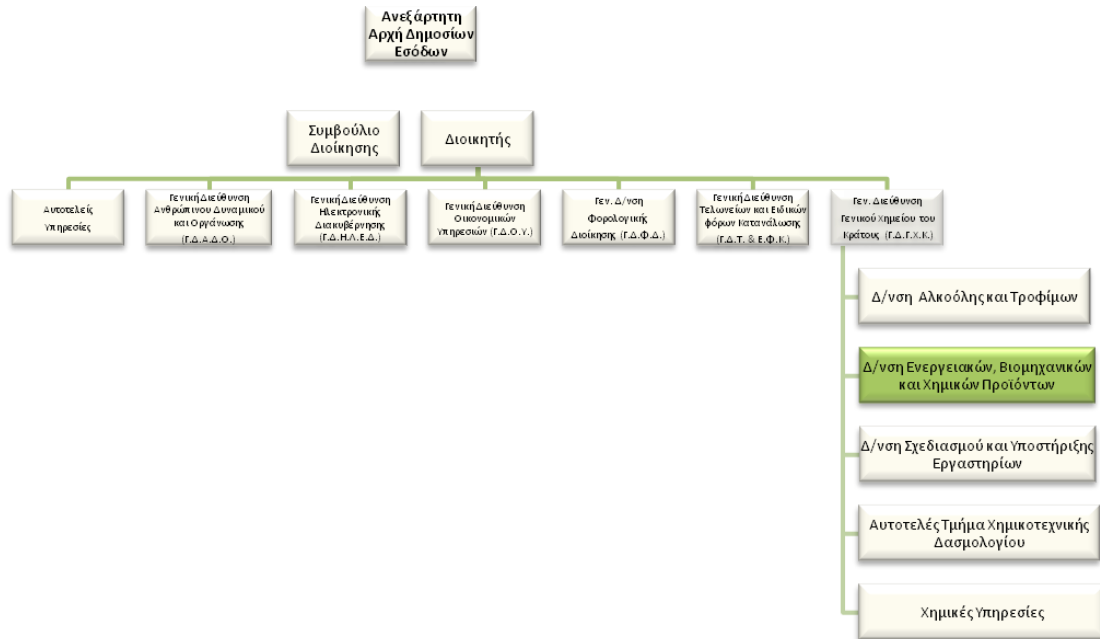 Ανεξάρτητη
Αρχή Δημοσίων
Εσόδων
Συμβούλιο
Διοίκησης
Διοικητής
Αυτοτελείς
Υπηρεσίες
Γενική Διεύθυνση
Ανθρώπινου Δυναμικού
και Οργάνωσης
(Γ.Δ.Α.Δ.Ο.)
Γενική Διεύθυνση
Ηλεκτρονικής
Διακυβέρνησης
(Γ.Δ.Η.Λ.Ε.Δ.)
Γενική Διεύθυνση
Οικονομικών
Υπηρεσιών (Γ.Δ.Ο.Υ.)
Γεν. Δ/νση
Φορολογικής
Διοίκησης (Γ.Δ.Φ.Δ.)
Γενική Διεύθυνση
Τελωνείων και Ειδικών
φόρων Κατανάλωσης
(Γ.Δ.Τ. & Ε.Φ.Κ.)
Γεν. Διεύθυνση
Γενικού Χημείου του
Κράτους (Γ.Δ.Γ.Χ.Κ.)
Δ/νση Αλκοόλης και Τροφίμων
Δ/νση Ενεργειακών, Βιομηχανικών
και Χημικών Προϊόντων
Δ/νση Σχεδιασμού και Υποστήριξης
Εργαστηρίων
Αυτοτελές Τμήμα Χημικοτεχνικής
Δασμολογίου
Χημικές Υπηρεσίες